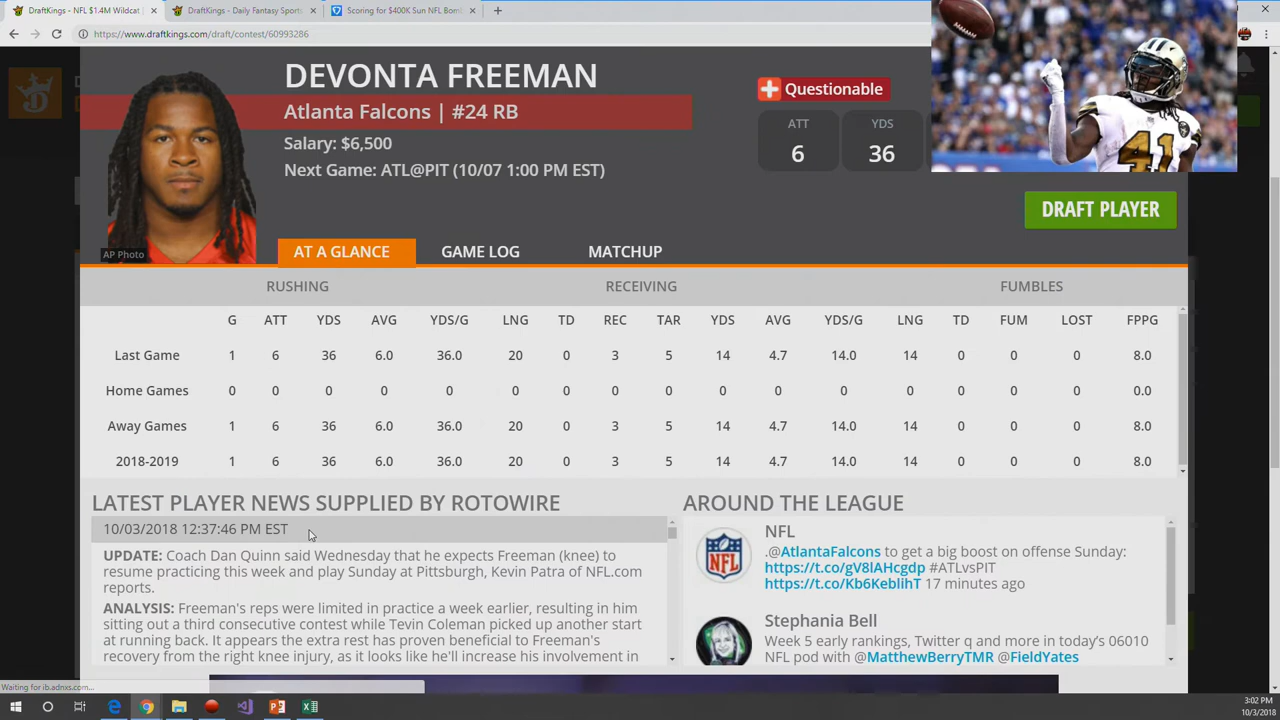 DraftKings - NFL $1.4M Wildcat
DraftKings - Daily Fantasy Sports
Scoring for $400K Sun NFL Bomb
https://www.draftkings.com/draft/contest/60993286
DEVONTA FREEMAN
Atlanta Falcons | #24 RB
Salary: $6,500
Next Game: ATL@PIT (10/07 1:00 PM EST)
Questionable
ATT YDS
6 36
41
DRAFT PLAYER
AP Photo
AT A GLANCE GAME LOG MATCHUP
RUSHING RECEIVING FUMBLES
G ATT YDS AVG YDS/G LNG TD REC TAR YDS AVG YDS/G LNG TD FUM LOST FPPG
Last Game 1 6 36 6.0 36.0 20 0 3 5 14 4.7 14.0 14 0 0 0 8.0
Home Games 0 0 0 0 0 0 0 0 0 0 0 0 0 0 0 0 0.0
Away Games 1 6 36 6.0 36.0 20 0 3 5 14 4.7 14.0 14 0 0 0 8.0
2018-2019 1 6 36 6.0 36.0 20 0 3 5 14 4.7 14.0 14 0 0 0 8.0
LATEST PLAYER NEWS SUPPLIED BY ROTOWIRE
10/03/2018 12:37:46 PM EST
UPDATE: Coach Dan Quinn said Wednesday that he expects Freeman (knee) to
resume practicing this week and play Sunday at Pittsburgh, Kevin Patra of NFL.com
reports.
ANALYSIS: Freeman's reps were limited in practice a week earlier, resulting in him
sitting out a third consecutive contest while Tevin Coleman picked up another start
at running back. It appears the extra rest has proven beneficial to Freeman's
recovery from the right knee injury, as it looks like he'll increase his involvement in
AROUND THE LEAGUE
NFL
.@AtlantaFalcons to get a big boost on offense Sunday:
https://t.co/gV8lAHcgdp #ATLvsPIT
https://t.co/Kb6KeblihT 17 minutes ago
Stephania Bell
Week 5 early rankings, Twitter q and more in today's 06010
NFL pod with @MatthewBerryTMR @FieldYates
Waiting for ib.adnxs.com...
3:02 PM
10/3/2018